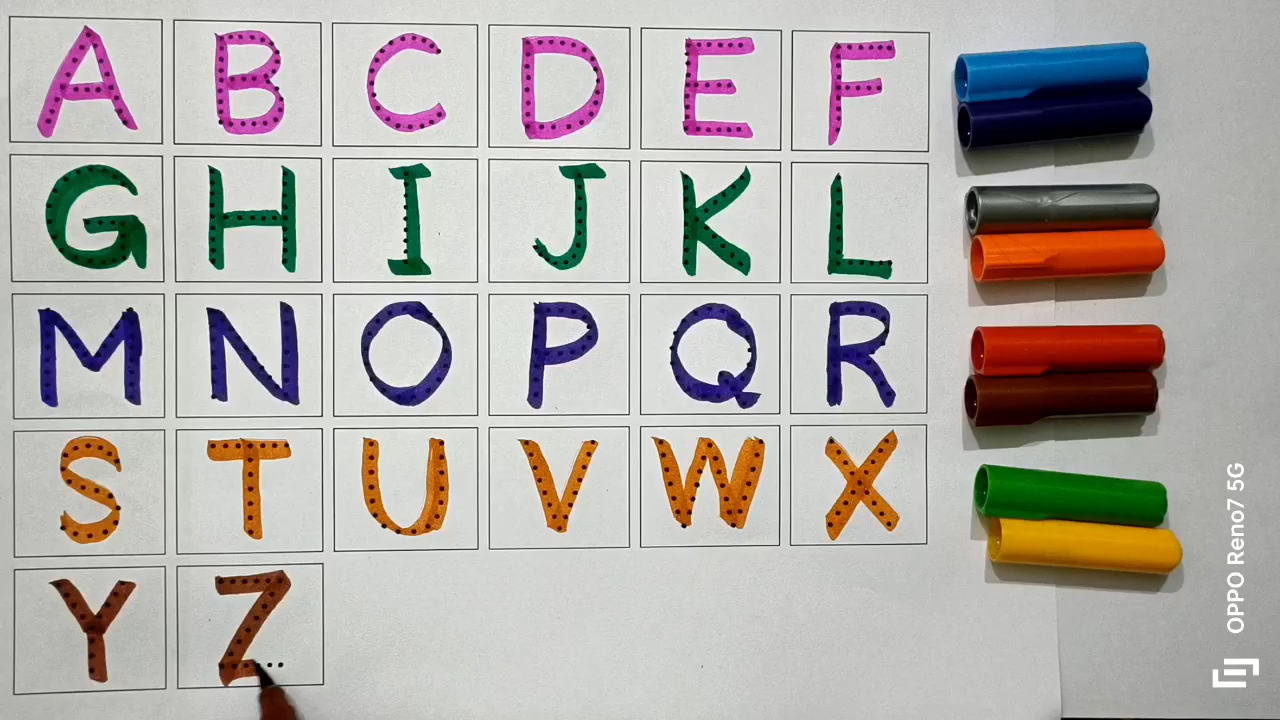 A B C D E F
G H I J K L
M N O P Q R
S T U V W X
Y Z
OPPO Reno7 5G